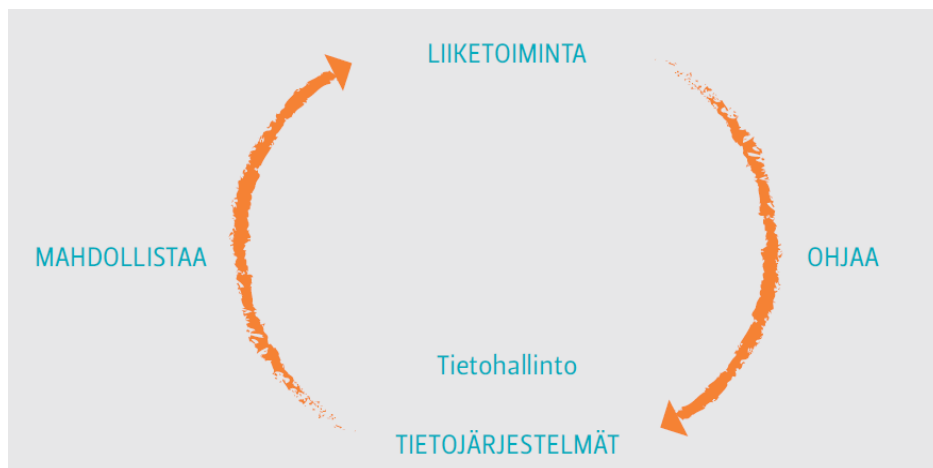 LIIKETOIMINTA
MAHDOLLISTAA
OHJAA
Tietohallinto
TIETOJÄRJESTELMÄT